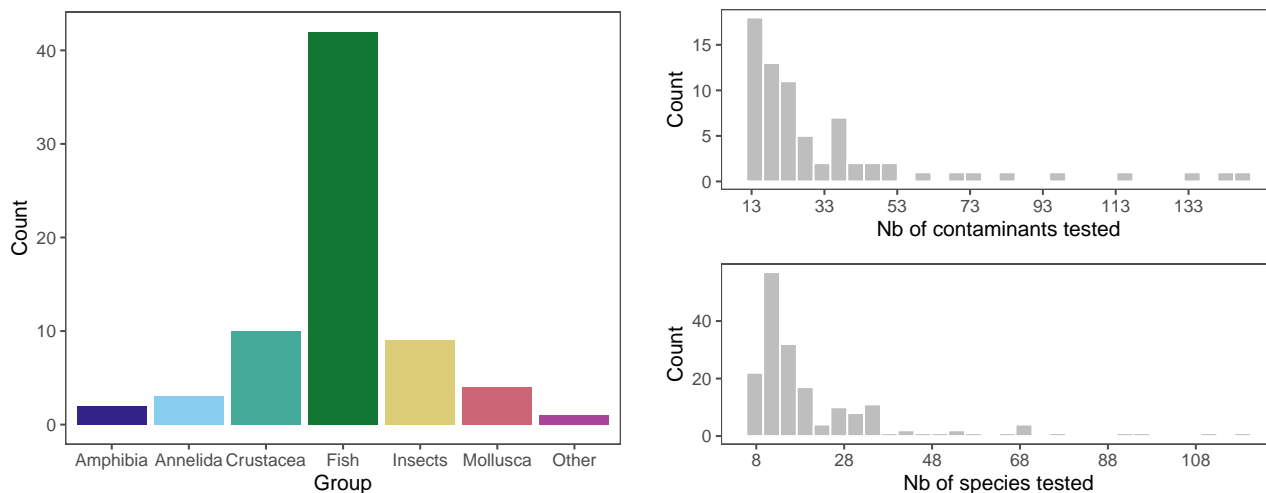 40
30
20
10
0
Count
Amphibia Annelida Crustacea Fish Insects Mollusca Other
Group
15
10
5
0
Count
13 33 53 73 93 113 133
Nb of contaminants tested
40
20
0
Count
8 28 48 68 88 108
Nb of species tested